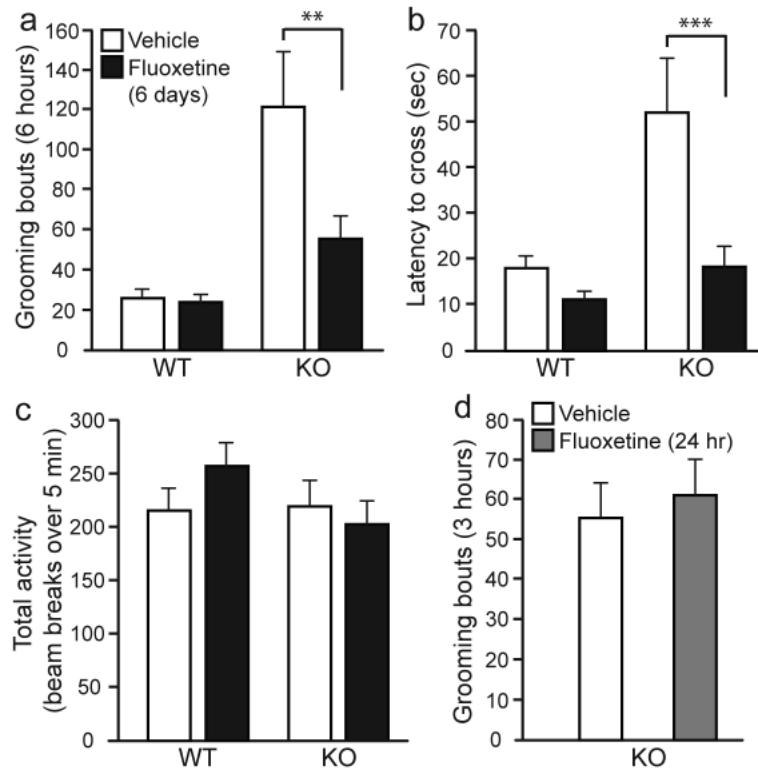 a
Vehicle
Fluoxetine
(6 days)
**
Grooming bouts (6 hours)
160
140
120
100
80
60
40
20
0
WT KO
b
***
Latency to cross (sec)
70
60
50
40
30
20
10
0
WT KO
c
Total activity
(beam breaks over 5 min)
300
250
200
150
100
50
0
WT KO
d
Vehicle
Fluoxetine (24 hr)
Grooming bouts (3 hours)
80
70
60
50
40
30
20
10
0
KO